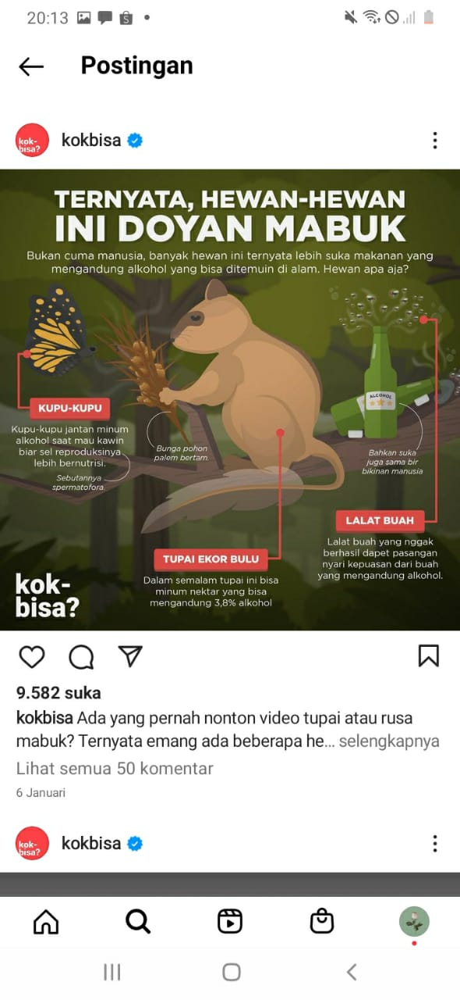 20:13
Postingan
kok-
bisa?
kokbisa
TERNYATA, HEWAN-HEWAN
INI DOYAN MABUK
Bukan cuma manusia, banyak hewan ini ternyata lebih suka makanan yang
mengandung alkohol yang bisa ditemuin di alam. Hewan apa aja?
KUPU-KUPU
Kupu-kupu jantan minum
alkohol saat mau kawin
biar sel reproduksinya
lebih bernutrisi.
Sebutannya
spermatofora.
Bunga pohon
palem bertam.
ALCOHOL
Bahkan suka
juga sama bir
bikinan manusia
TUPAI EKOR BULU
Dalam semalam tupai ini bisa
minum nektar yang bisa
mengandung 3,8% alkohol
LALAT BUAH
Lalat buah yang nggak
berhasil dapet pasangan
nyari kepuasan dari buah
yang mengandung alkohol.
kok-
bisa?
9.582 suka
kokbisa Ada yang pernah nonton video tupai atau rusa
mabuk? Ternyata emang ada beberapa he... selengkapnya
Lihat semua 50 komentar
6 Januari
kok-
bisa?
kokbisa